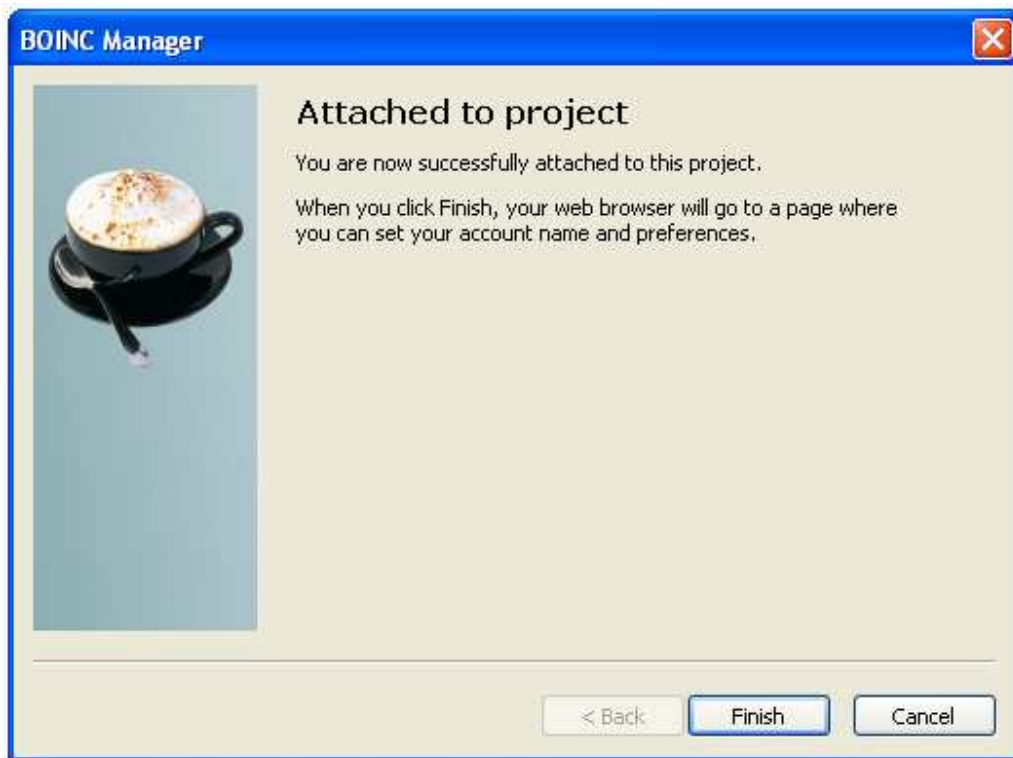 BOINC Manager
Attached to project
You are now successfully attached to this project.
When you click Finish, your web browser will go to a page where
you can set your account name and preferences.
< Back
Finish
Cancel